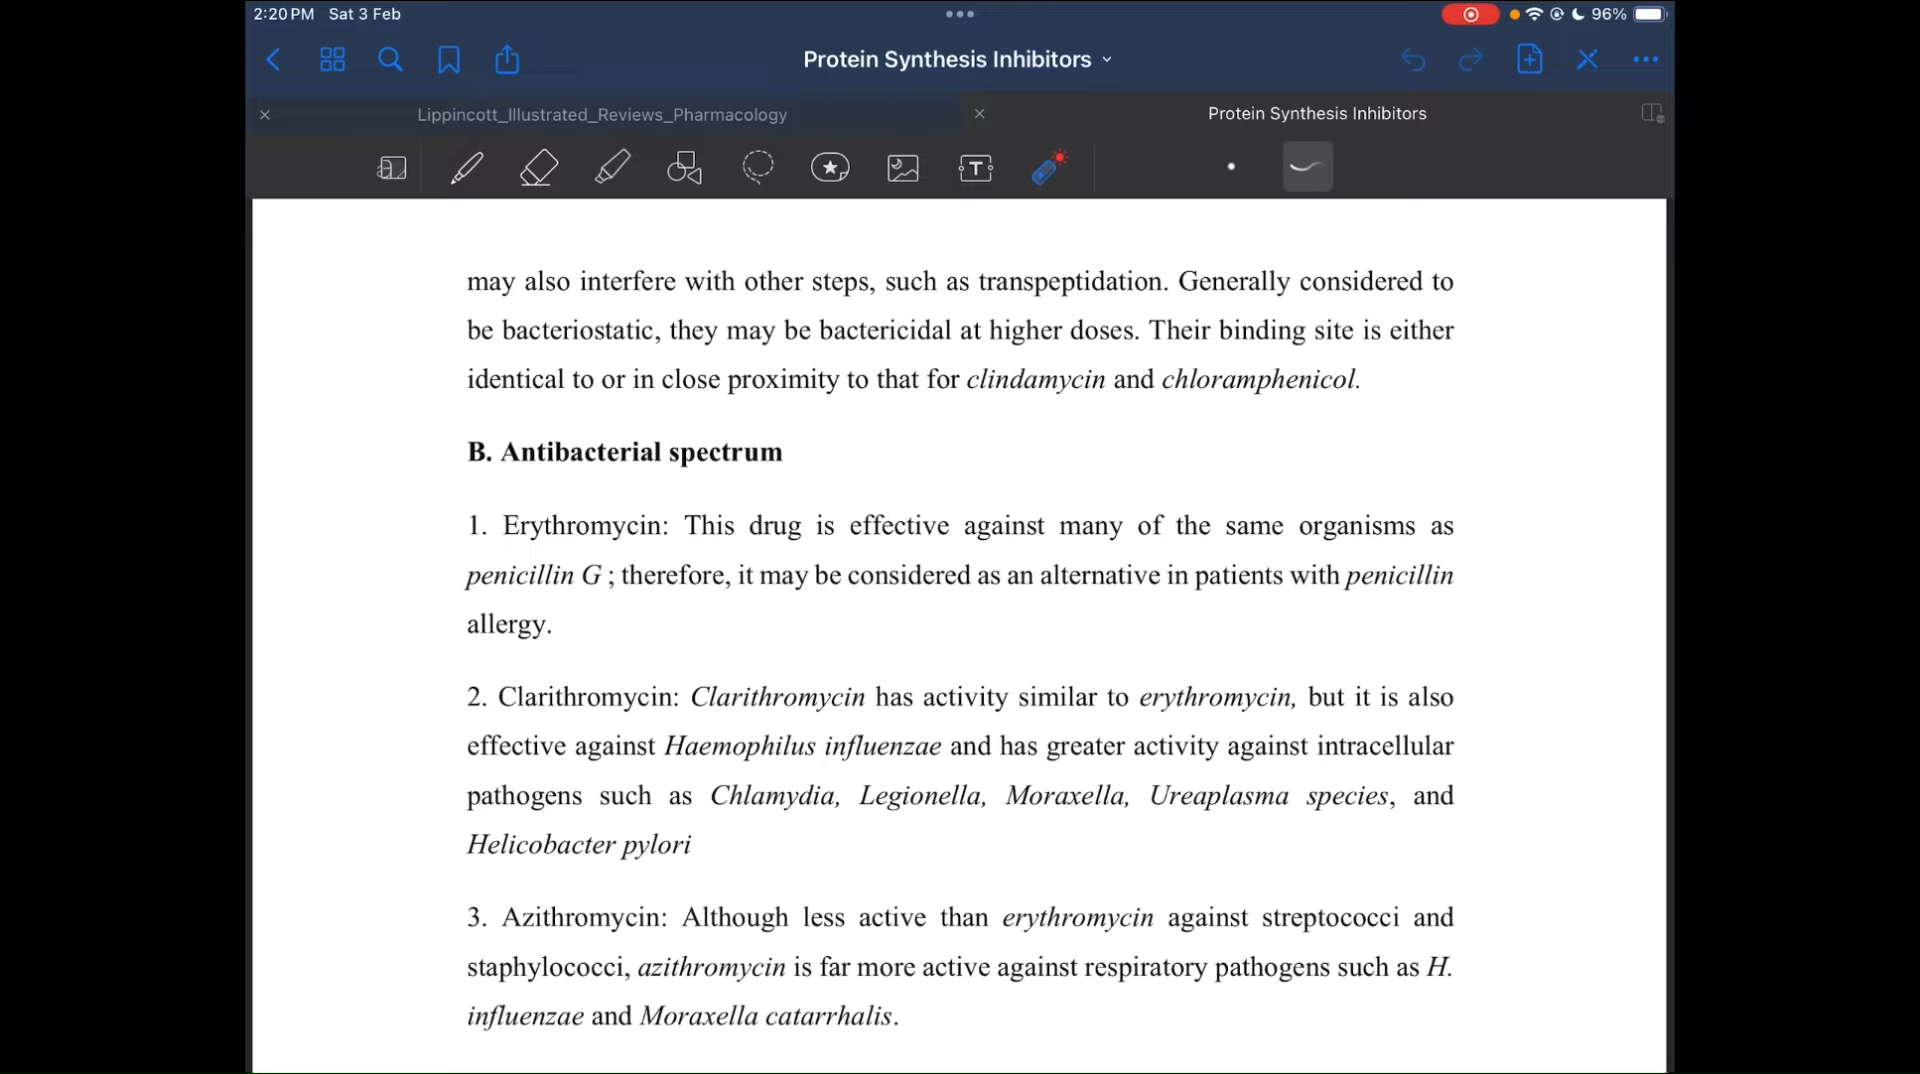 2:20 PM Sat 3 Feb
96%
Protein Synthesis Inhibitors
Lippincott_Illustrated_Reviews_Pharmacology
Protein Synthesis Inhibitors
may also interfere with other steps, such as transpeptidation. Generally considered to
be bacteriostatic, they may be bactericidal at higher doses. Their binding site is either
identical to or in close proximity to that for clindamycin and chloramphenicol.
B. Antibacterial spectrum
1. Erythromycin: This drug is effective against many of the same organisms as
penicillin G ; therefore, it may be considered as an alternative in patients with penicillin
allergy.
2. Clarithromycin: Clarithromycin has activity similar to erythromycin, but it is also
effective against Haemophilus influenzae and has greater activity against intracellular
pathogens such as Chlamydia, Legionella, Moraxella, Ureaplasma species, and
Helicobacter pylori
3. Azithromycin: Although less active than erythromycin against streptococci and
staphylococci, azithromycin is far more active against respiratory pathogens such as H.
influenzae and Moraxella catarrhalis.